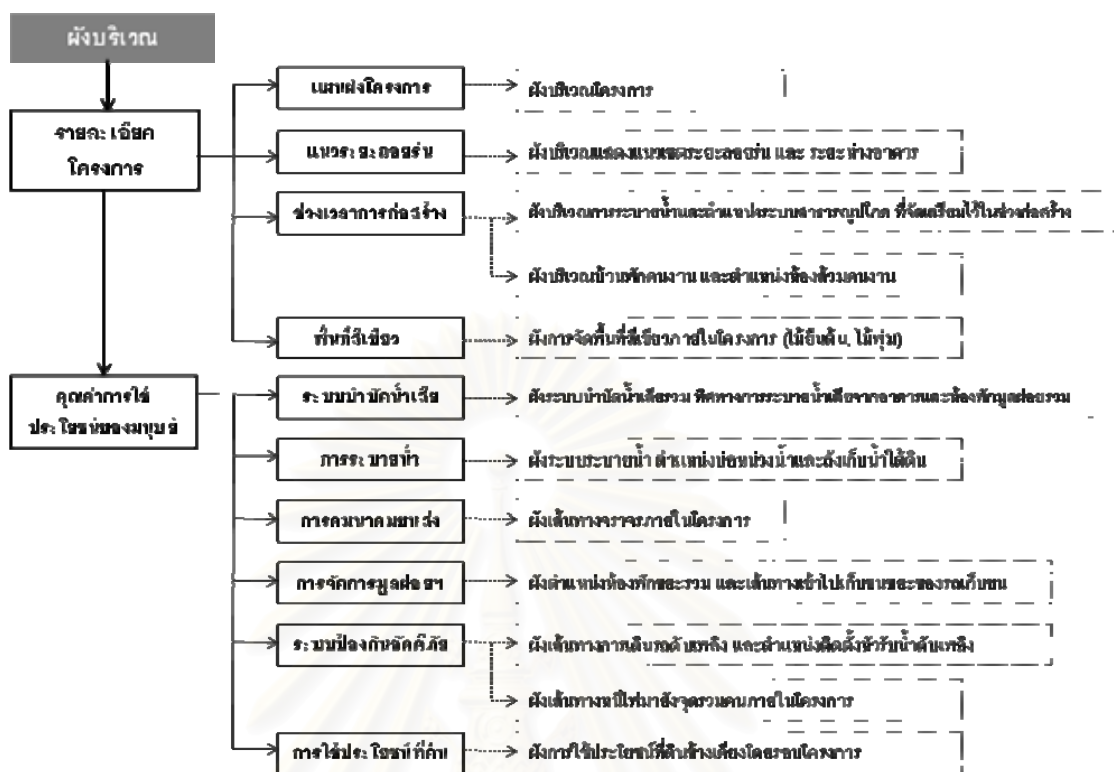 ผังบริเวณ
รายละเอียด
โครงการ
แผนผังโครงการ
ผังบริเวณโครงการ
แนวระยะถอยร่น
ผังบริเวณแสดงแนวเขตระยะถอยร่น และ ระยะห่างอาคาร
ช่วงเวลาการก่อสร้าง
ผังบริเวณการระบายน้ำและตำแหน่งระบบสาธารณูปโภค ที่จัดเตรียมไว้ในช่วงก่อสร้าง
ผังบริเวณบ้านพักคนงาน และตำแหน่งห้องส้วมคนงาน
พื้นที่สีเขียว
ผังการจัดพื้นที่สีเขียวภายในโครงการ (ไม้ยืนต้น, ไม้พุ่ม)
คุณค่าการใช้
ประโยชน์ของมนุษย์
ระบบบำบัดน้ำเสีย
ผังระบบบำบัดน้ำเสียรวม ทิศทางการระบายน้ำเสียจากอาคารและห้องพักมูลฝอยรวม
การระบายน้ำ
ผังระบบระบายน้ำ ตำแหน่งบ่อหน่วงน้ำและถังเก็บน้ำใต้ดิน
การคมนาคมขนส่ง
ผังเส้นทางจราจรภายในโครงการ
การจัดการมูลฝอยฯ
ผังตำแหน่งห้องพักขยะรวม และเส้นทางเข้าไปเก็บขนขยะของรถเก็บขน
ระบบป้องกันอัคคีภัย
ผังเส้นทางการเดินรถดับเพลิง และตำแหน่งติดตั้งหัวรับน้ำดับเพลิง
ผังเส้นทางหนีไฟมายังจุดรวมคนภายในโครงการ
การใช้ประโยชน์ที่ดิน
ผังการใช้ประโยชน์ที่ดินข้างเคียงโดยรอบโครงการ